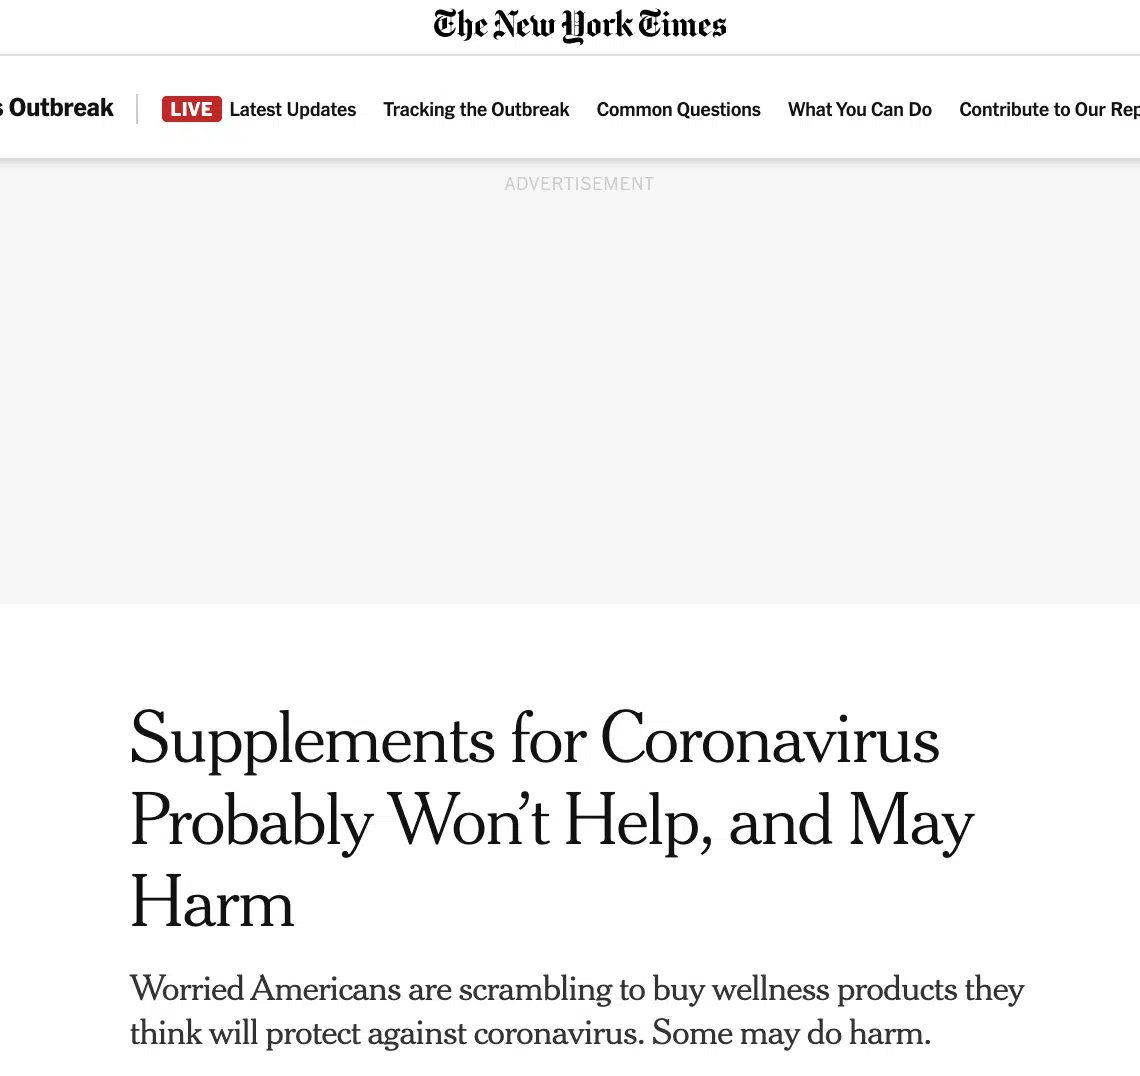 The New York Times
s Outbreak LIVE Latest Updates Tracking the Outbreak Common Questions What You Can Do Contribute to Our Rep
ADVERTISEMENT
Supplements for Coronavirus
Probably Won’t Help, and May
Harm
Worried Americans are scrambling to buy wellness products they
think will protect against coronavirus. Some may do harm.